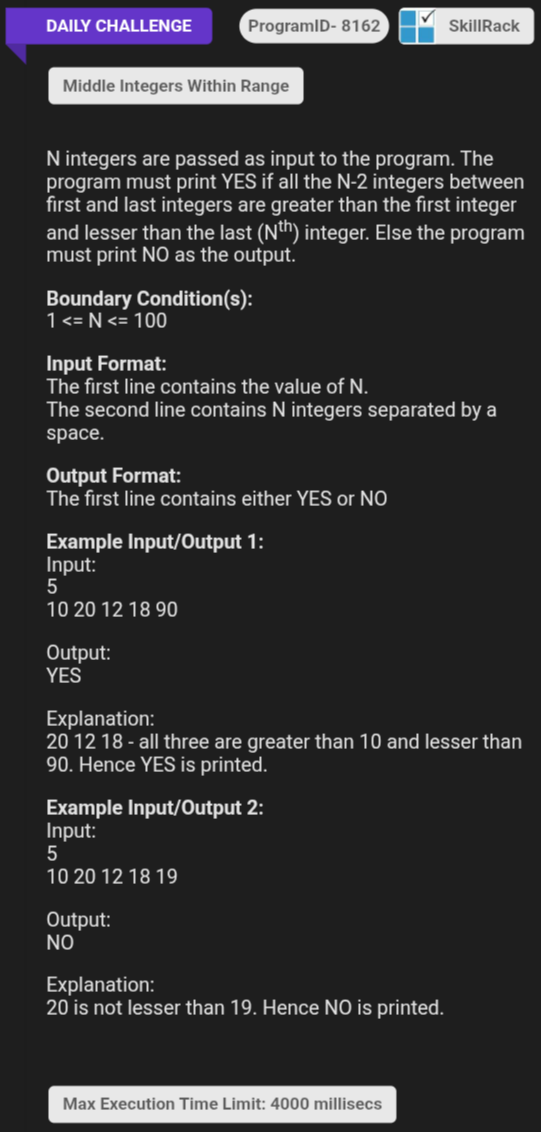 DAILY CHALLENGE
ProgramID- 8162
SkillRack
Middle Integers Within Range
N integers are passed as input to the program. The
program must print YES if all the N-2 integers between
first and last integers are greater than the first integer
and lesser than the last (Nth) integer. Else the program
must print NO as the output.
Boundary Condition(s):
1 <= N <= 100
Input Format:
The first line contains the value of N.
The second line contains N integers separated by a
space.
Output Format:
The first line contains either YES or NO
Example Input/Output 1:
Input:
5
10 20 12 18 90
Output:
YES
Explanation:
20 12 18 - all three are greater than 10 and lesser than
90. Hence YES is printed.
Example Input/Output 2:
Input:
5
10 20 12 18 19
Output:
NO
Explanation:
20 is not lesser than 19. Hence NO is printed.
Max Execution Time Limit: 4000 millisecs